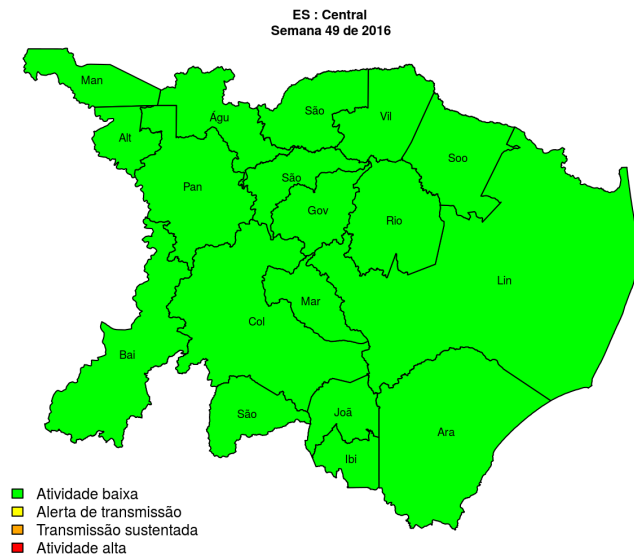 ES : Central
Semana 49 de 2016
Man
Águ
São
Vil
Alt
Soo
Pan
São
Gov
Rio
Lin
Mar
Col
Bai
São
Joã
Ara
Ibi
Atividade baixa
Alerta de transmissão
Transmissão sustentada
Atividade alta